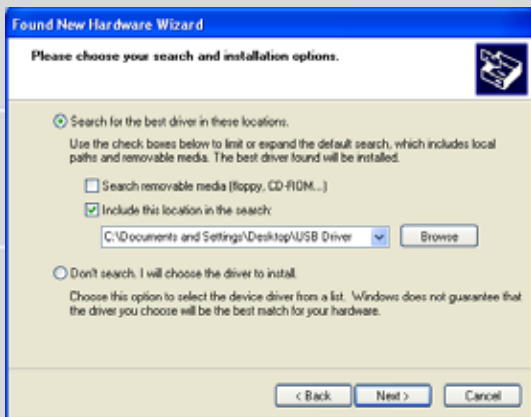 Found New Hardware Wizard
Please choose your search and installation options.
Search for the best driver in these locations.
Use the check boxes below to limit or expand the default search, which includes local
paths and removable media. The best driver found will be installed.
Search removable media (floppy, CD-ROM...)
Include this location in the search:
C:\Documents and Settings\Desktop\USB Driver
Browse
Don't search. I will choose the driver to install.
Choose this option to select the device driver from a list. Windows does not guarantee that
the driver you choose will be the best match for your hardware.
< Back Next > Cancel